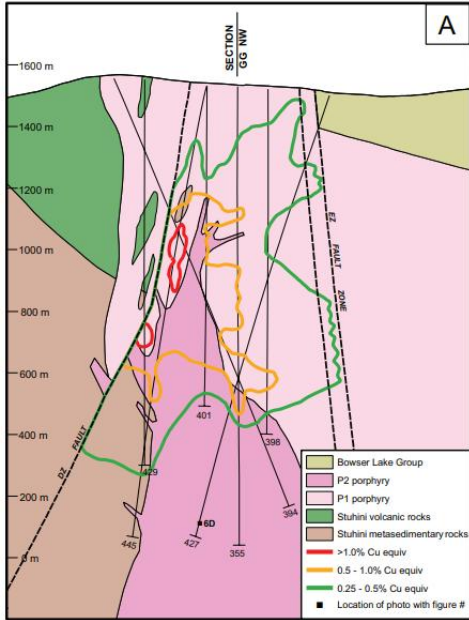 A
SECTION
GG NW
1600 m
1400 m
1200 m
1000 m
800 m
600 m
400 m
200 m
0 m
EZ FAULT ZONE
DZ FAULT
401
398
429
394
6D
445
427
355
Bowser Lake Group
P2 porphyry
P1 porphyry
Stuhini volcanic rocks
Stuhini metasedimentary rocks
>1.0% Cu equiv
0.5 - 1.0% Cu equiv
0.25 - 0.5% Cu equiv
Location of photo with figure #